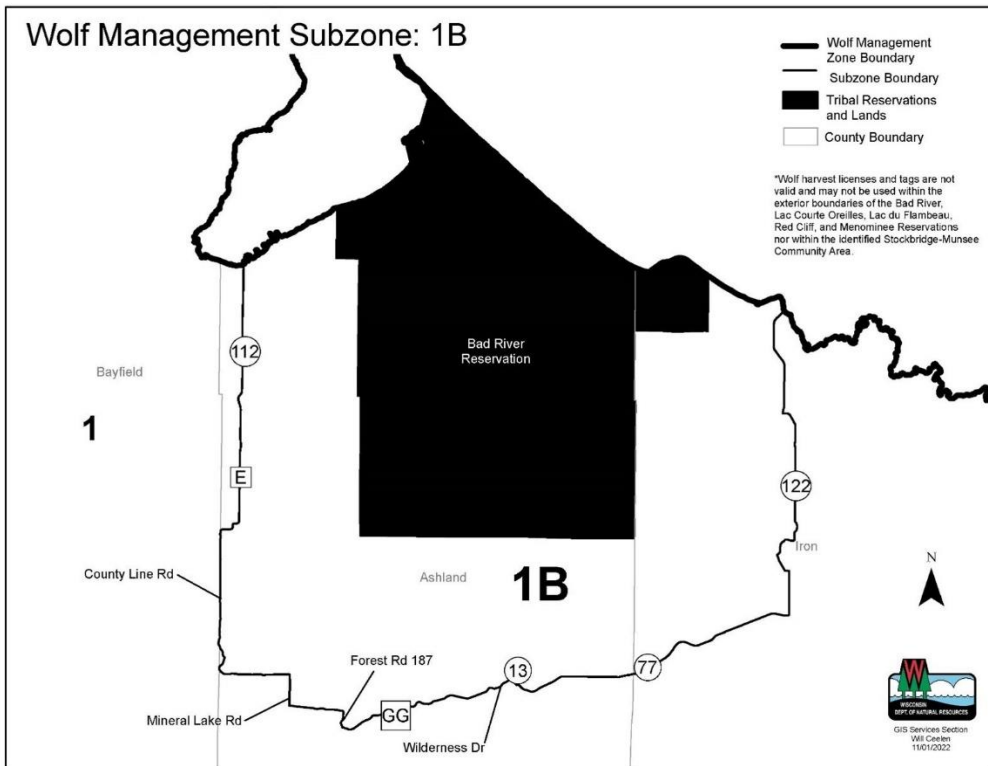 Wolf Management Subzone: 1B
Wolf Management
Zone Boundary
Subzone Boundary
Tribal Reservations
and Lands
County Boundary
*Wolf harvest licenses and tags are not
valid and may not be used within the
exterior boundaries of the Bad River,
Lac Courte Oreilles, Lac du Flambeau,
Red Cliff, and Menominee Reservations
nor within the identified Stockbridge-Munsee
Community Area.
112
Bad River
Reservation
Bayfield
1
E
122
Iron
County Line Rd
Ashland
1B
N
Forest Rd 187
13
77
Mineral Lake Rd
GG
Wilderness Dr
W
WISCONSIN
DEPT. OF NATURAL RESOURCES
GIS Services Section
Will Ceelen
11/01/2022